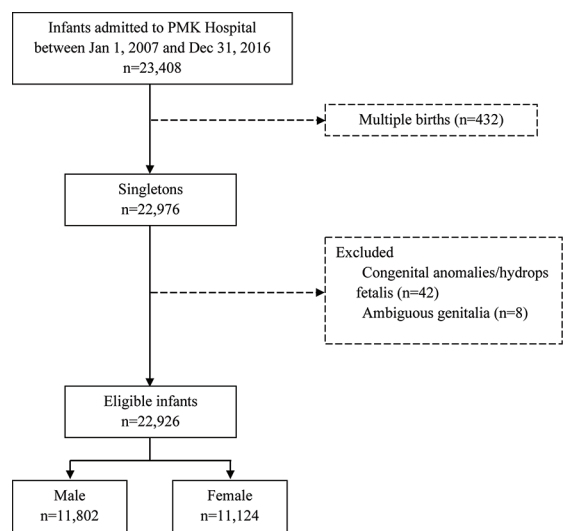 Infants admitted to PMK Hospital
between Jan 1, 2007 and Dec 31, 2016
n=23,408
Multiple births (n=432)
Singletons
n=22,976
Excluded
Congenital anomalies/hydrops
fetalis (n=42)
Ambiguous genitalia (n=8)
Eligible infants
n=22,926
Male
n=11,802
Female
n=11,124